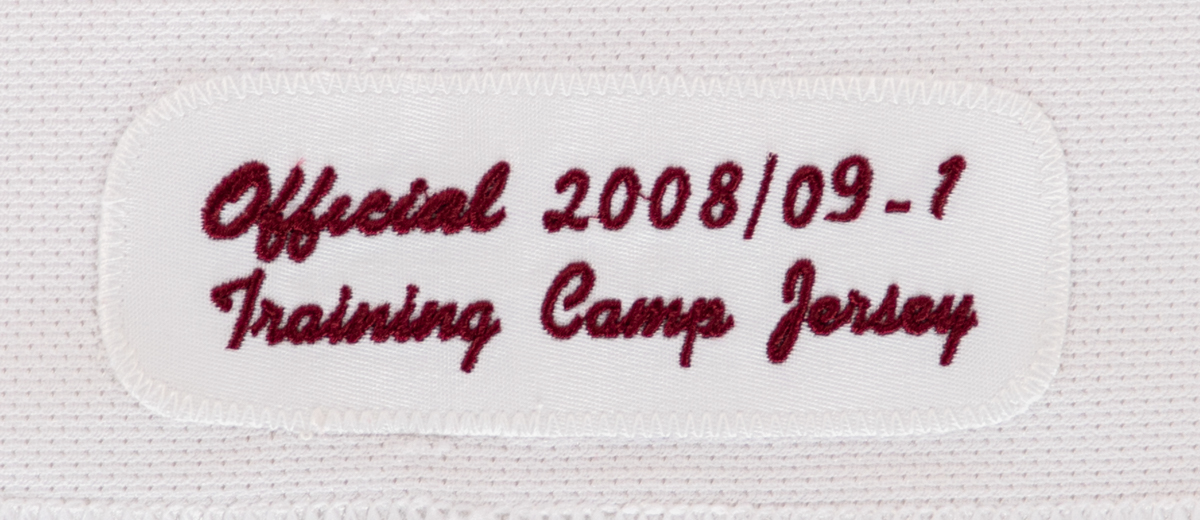 Official 2008/09-1
Training Camp Jersey